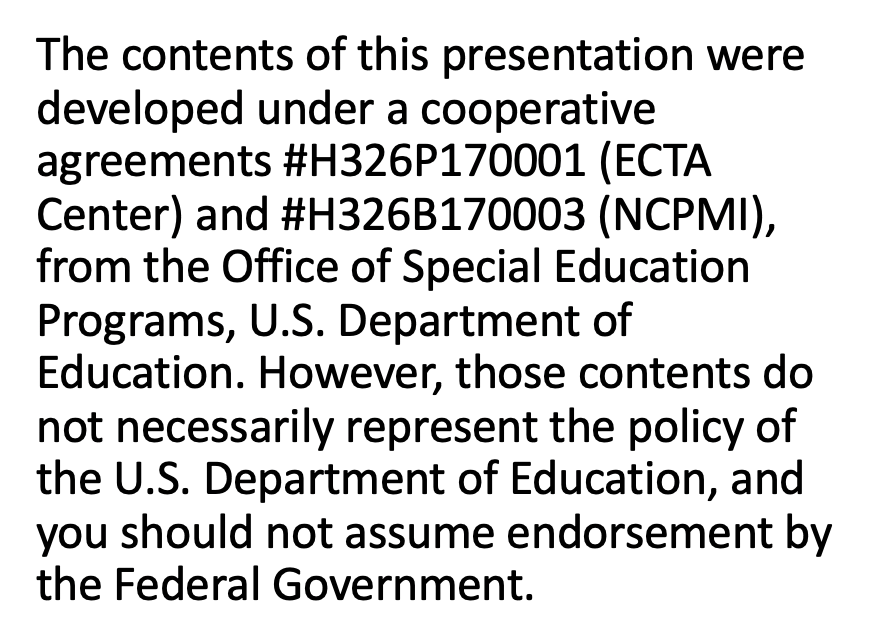 The contents of this presentation were
developed under a cooperative
agreements #H326P170001 (ECTA
Center) and #H326B170003 (NCPMI),
from the Office of Special Education
Programs, U.S. Department of
Education. However, those contents do
not necessarily represent the policy of
the U.S. Department of Education, and
you should not assume endorsement by
the Federal Government.